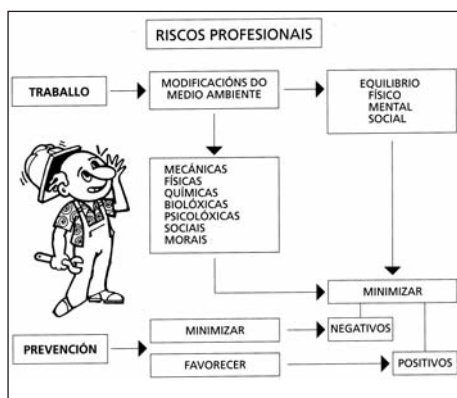 RISCOS PROFESIONAIS
TRABALLO
MODIFICACIÓNS DO
MEDIO AMBIENTE
EQUILIBRIO
FÍSICO
MENTAL
SOCIAL
MECÁNICAS
FÍSICAS
QUÍMICAS
BIOLÓXICAS
PSICOLÓXICAS
SOCIAIS
MORAIS
MINIMIZAR
PREVENCIÓN
MINIMIZAR
NEGATIVOS
FAVORECER
POSITIVOS